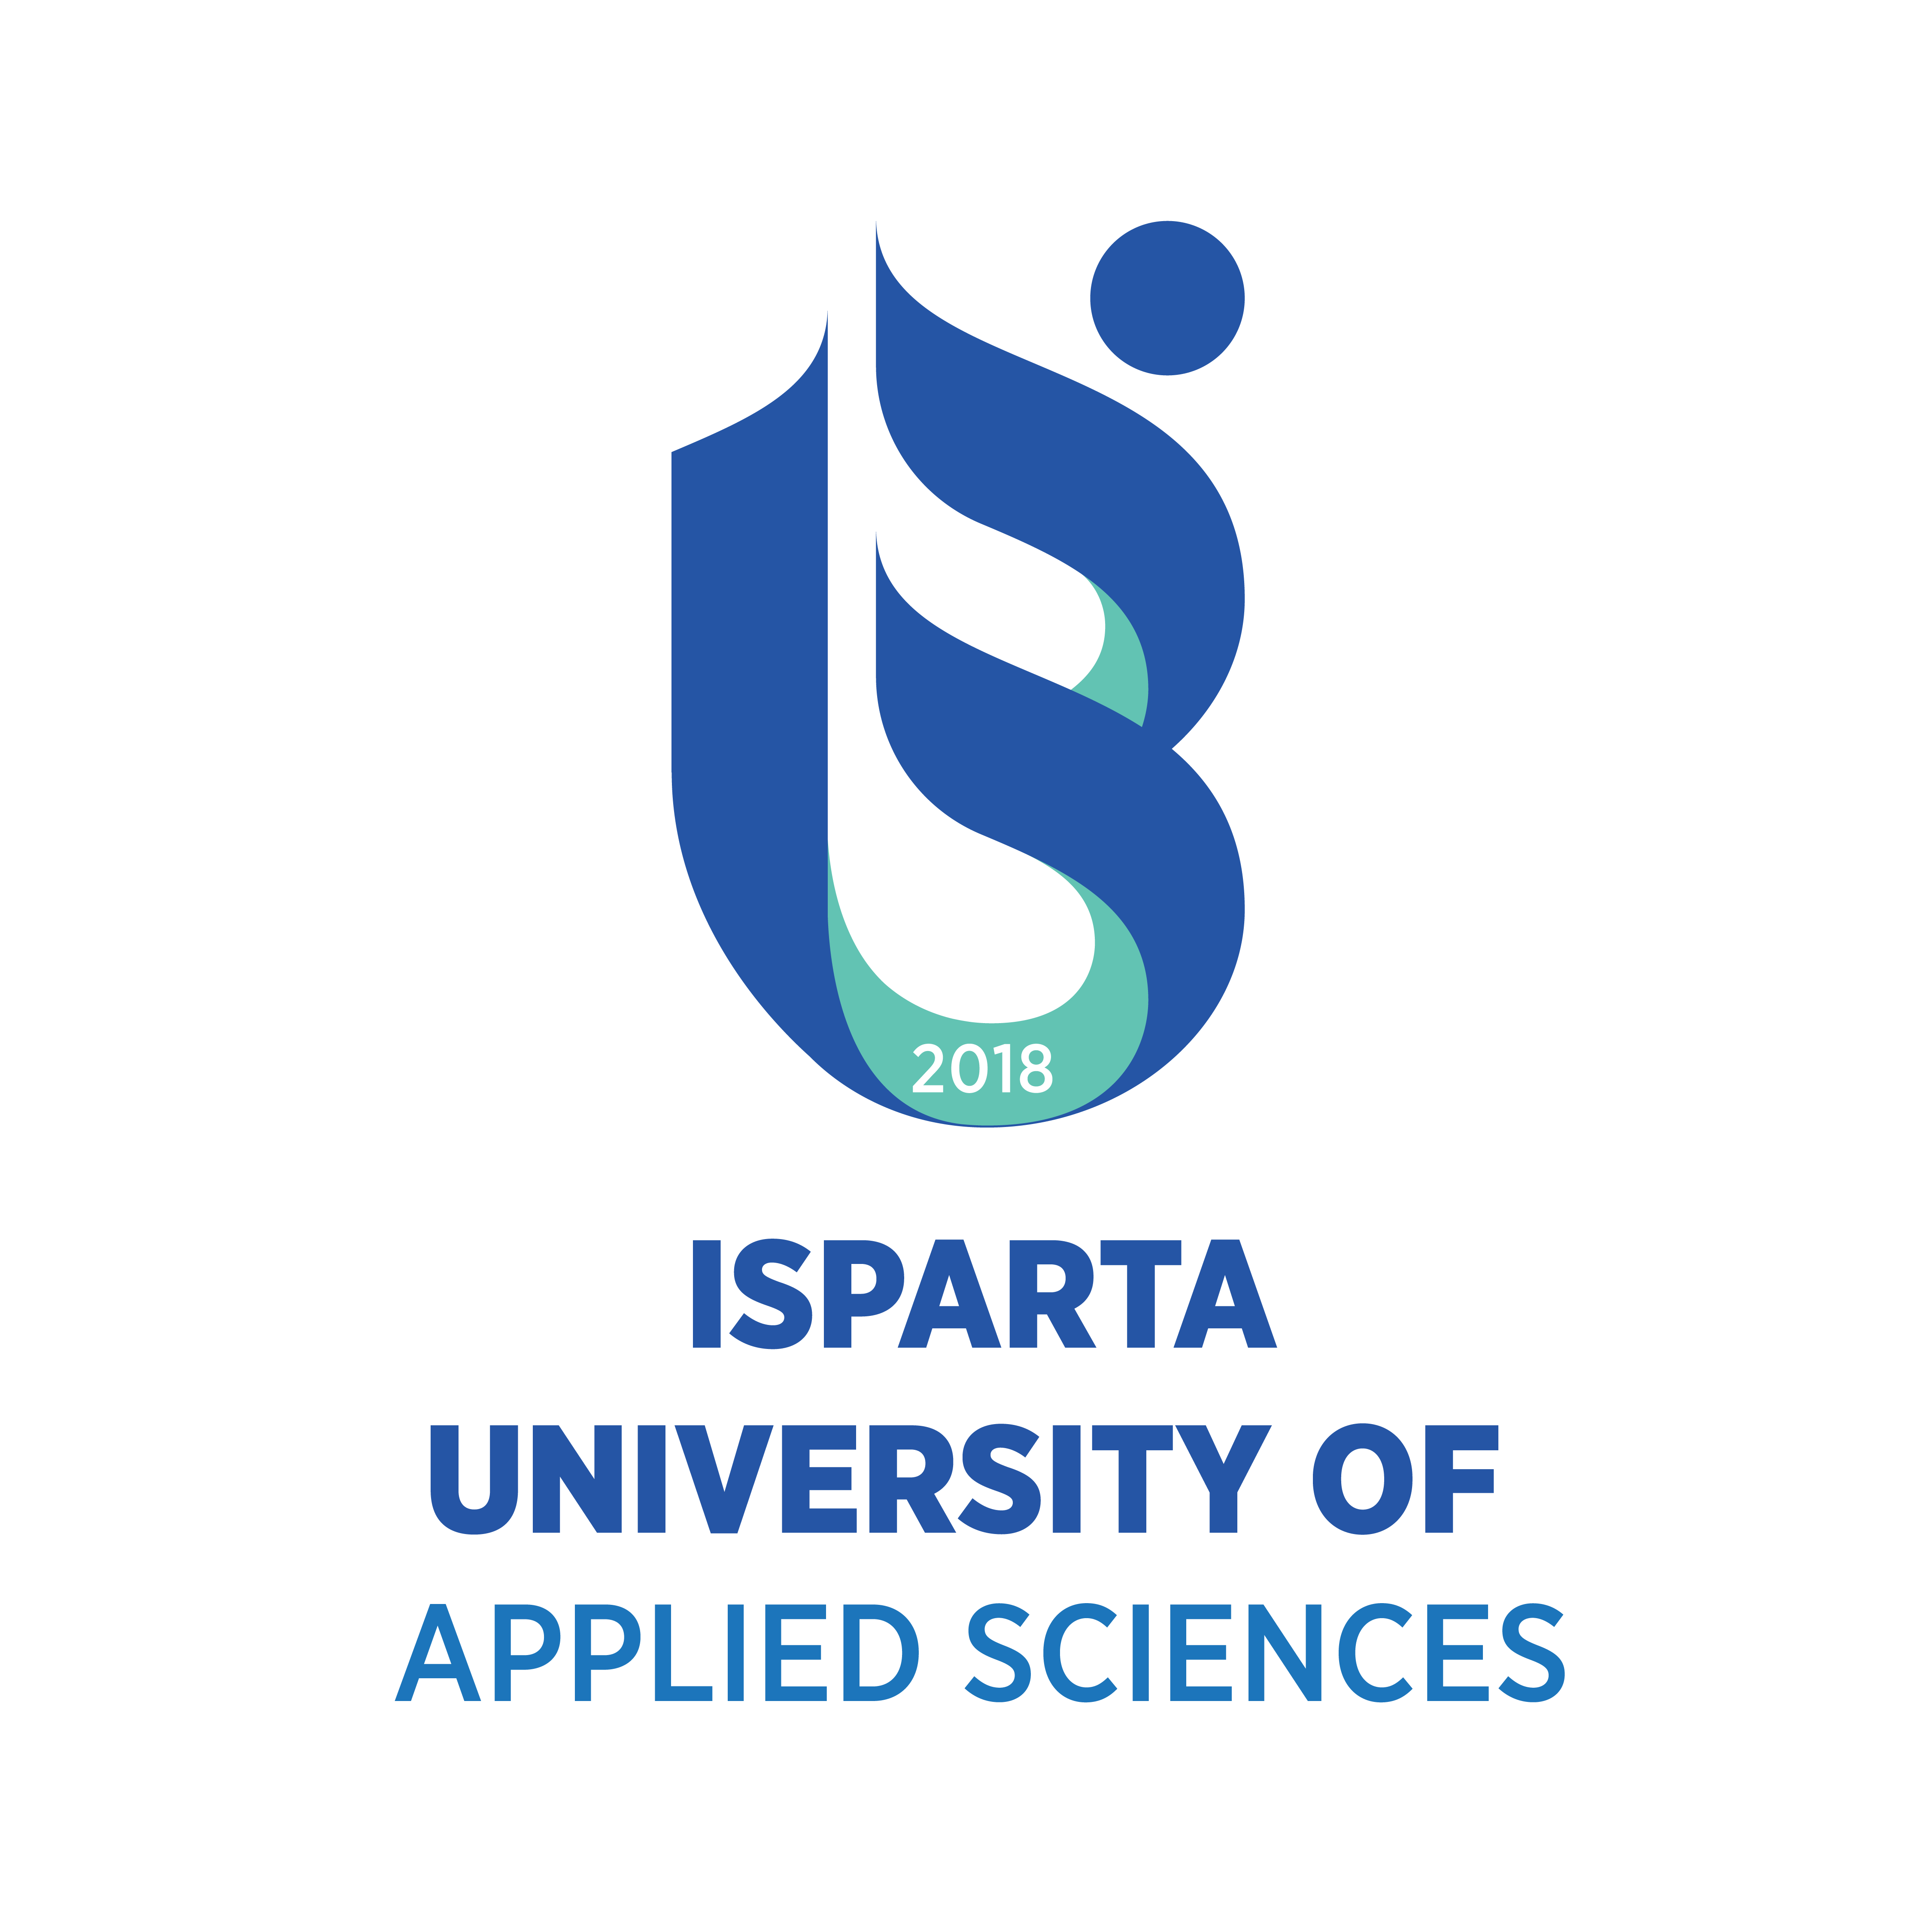 2018
ISPARTA
UNIVERSITY OF
APPLIED SCIENCES